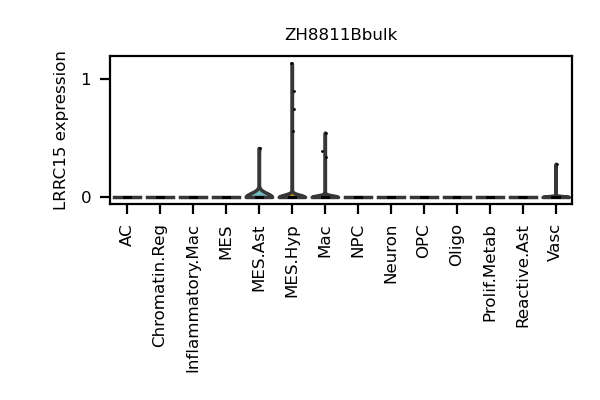 ZH8811Bbulk
LRRC15 expression
1
0
AC
Chromatin.Reg
Inflammatory.Mac
MES
MES.Ast
MES.Hyp
Mac
NPC
Neuron
OPC
Oligo
Prolif.Metab
Reactive.Ast
Vasc